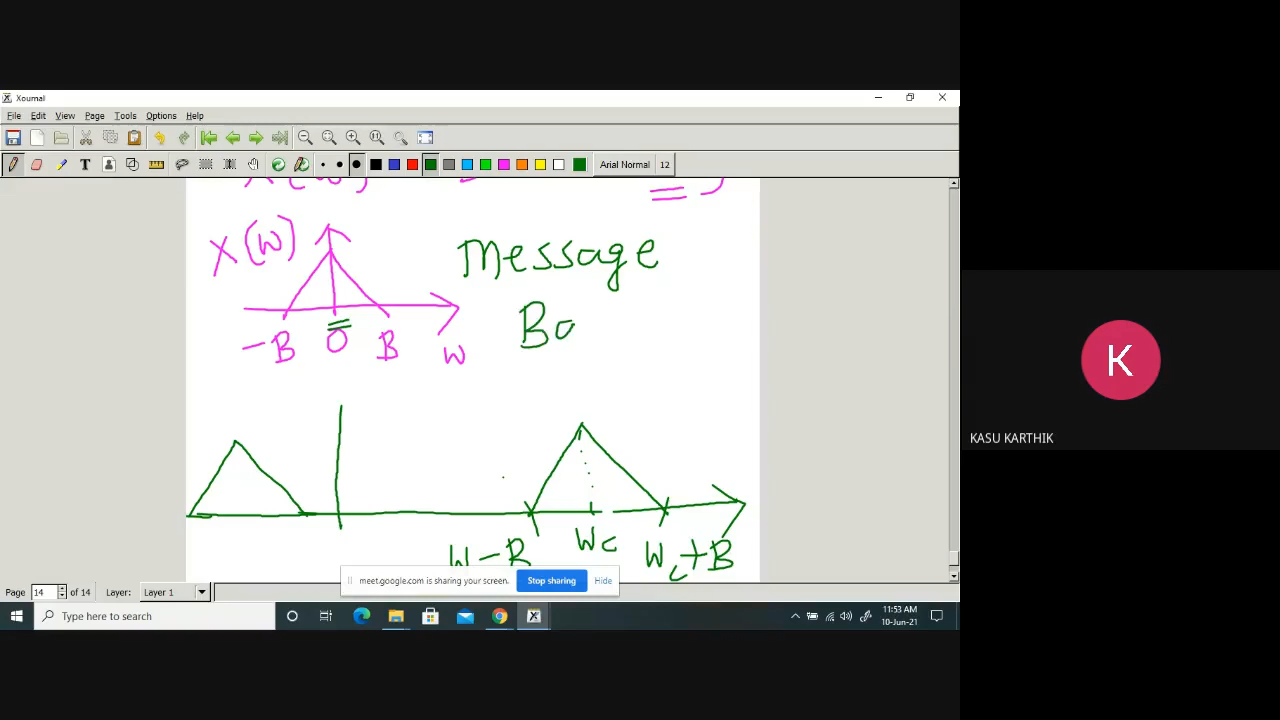 Xournal
File Edit View Page Tools Options Help
Arial Normal 12
X(W)
=
X(W)
Message
-B 0 B W
Ba
W-B Wc Wc+B
meet.google.com is sharing your screen. Stop sharing Hide
Page 14 of 14 Layer: Layer 1
Type here to search
11:53 AM
10-Jun-21
K
KASU KARTHIK